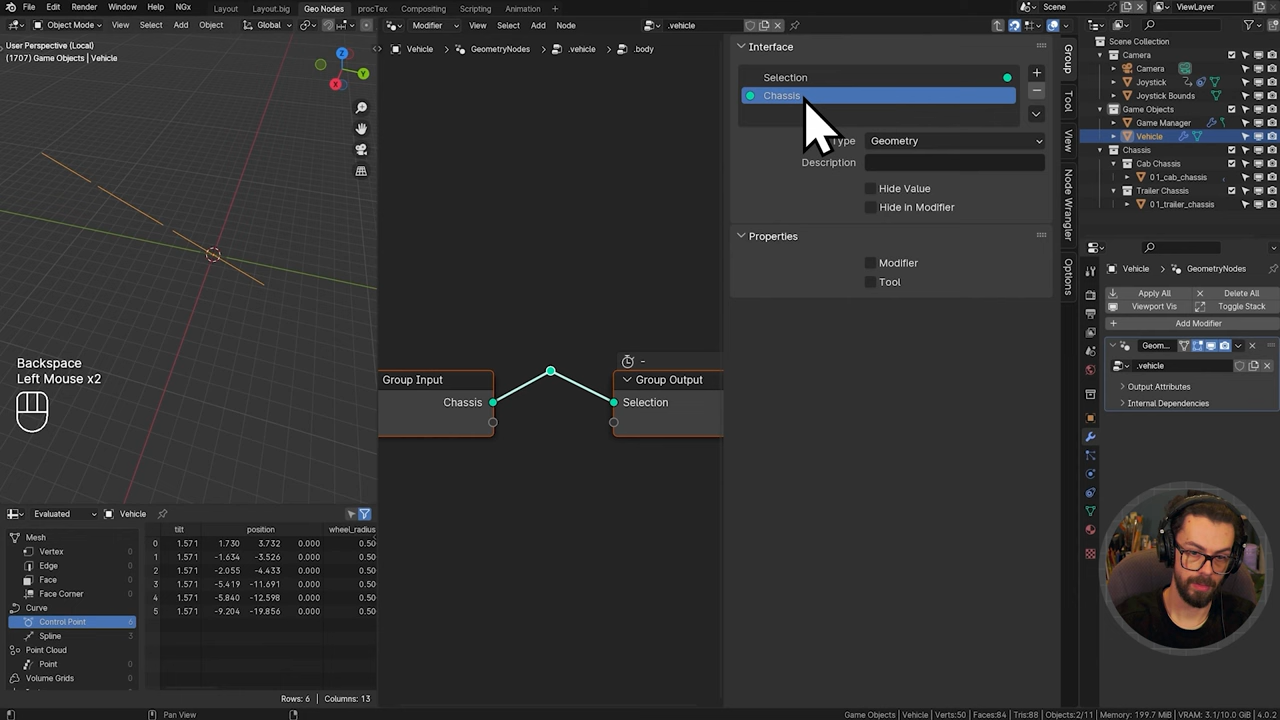 File Edit Render Window Help NGx Layout Layout.bg Geo Nodes procTex Compositing Scripting Animation + Scene ViewLayer
Object Mode View Select Add Object Global Modifier View Select Add Node .vehicle
User Perspective (Local)
(1707) Game Objects | Vehicle
Vehicle > GeometryNodes > .vehicle > .body
Interface
Selection
Chassis
Type Geometry
Description
Hide Value
Hide in Modifier
Properties
Modifier
Tool
Group
Tool
View
Node Wrangler
Options
X
Y
Z
Backspace
Left Mouse x2
-
Group Input
Chassis
Group Output
Selection
Scene Collection
Camera
Camera
Joystick
Joystick Bounds
Game Objects
Game Manager
Vehicle
Chassis
Cab Chassis
01_cab_chassis
Trailer Chassis
01_trailer_chassis
Vehicle > GeometryNodes
Apply All Delete All
Viewport Vis Toggle Stack
Add Modifier
Geom...
.vehicle
Output Attributes
Internal Dependencies
Evaluated Vehicle
Mesh
Vertex 0
Edge 0
Face 0
Face Corner 0
Curve
Control Point 6
Spline 3
Point Cloud
Point 0
Volume Grids 0
tilt position wheel_radius
0 1.571 1.730 3.732 0.000 0.50
1 1.571 -1.634 -3.526 0.000 0.50
2 1.571 -2.055 -4.433 0.000 0.50
3 1.571 -5.419 -11.691 0.000 0.50
4 1.571 -5.840 -12.598 0.000 0.50
5 1.571 -9.204 -19.856 0.000 0.50
Rows: 6 | Columns: 13
Pan View
Game Objects | Vehicle | Verts:50 | Faces:84 | Tris:88 | Objects:2/11 | Memory: 199.7 MiB | VRAM: 3.1/10.0 GiB | 4.0.2